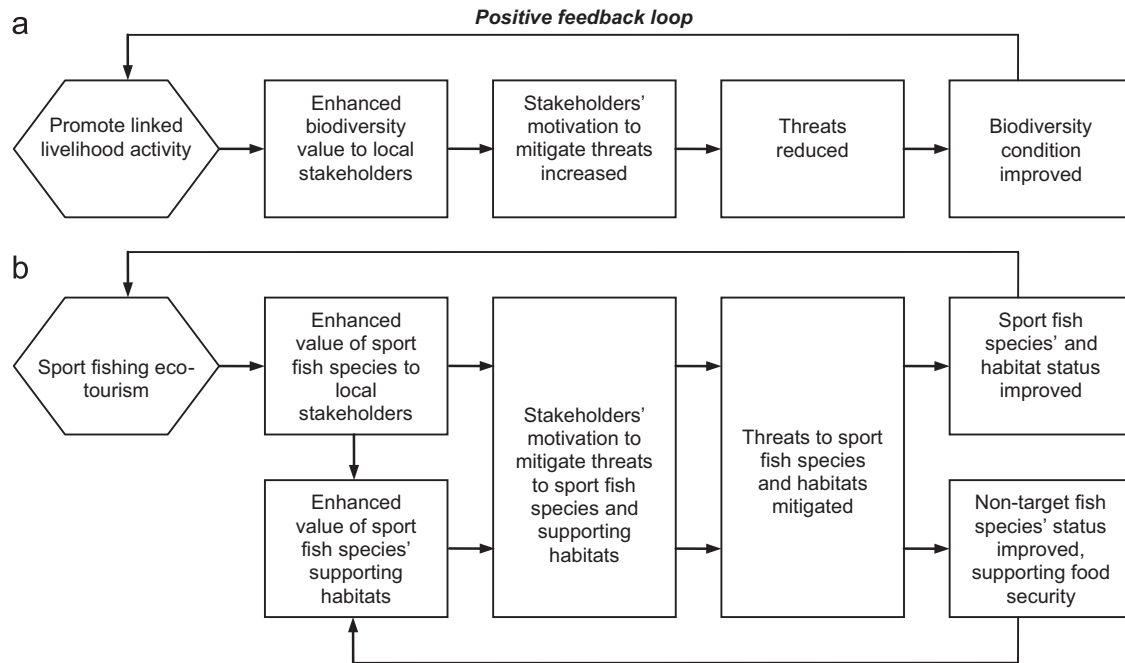 a
Positive feedback loop
Promote linked
livelihood activity
Enhanced
biodiversity
value to local
stakeholders
Stakeholders’
motivation to
mitigate threats
increased
Threats
reduced
Biodiversity
condition
improved
b
Sport fishing eco-
tourism
Enhanced
value of sport
fish species to
local
stakeholders
Enhanced
value of sport
fish species’
supporting
habitats
Stakeholders’
motivation to
mitigate threats
to sport fish
species and
supporting
habitats
Threats to sport
fish species
and habitats
mitigated
Sport fish
species’ and
habitat status
improved
Non-target fish
species’ status
improved,
supporting food
security